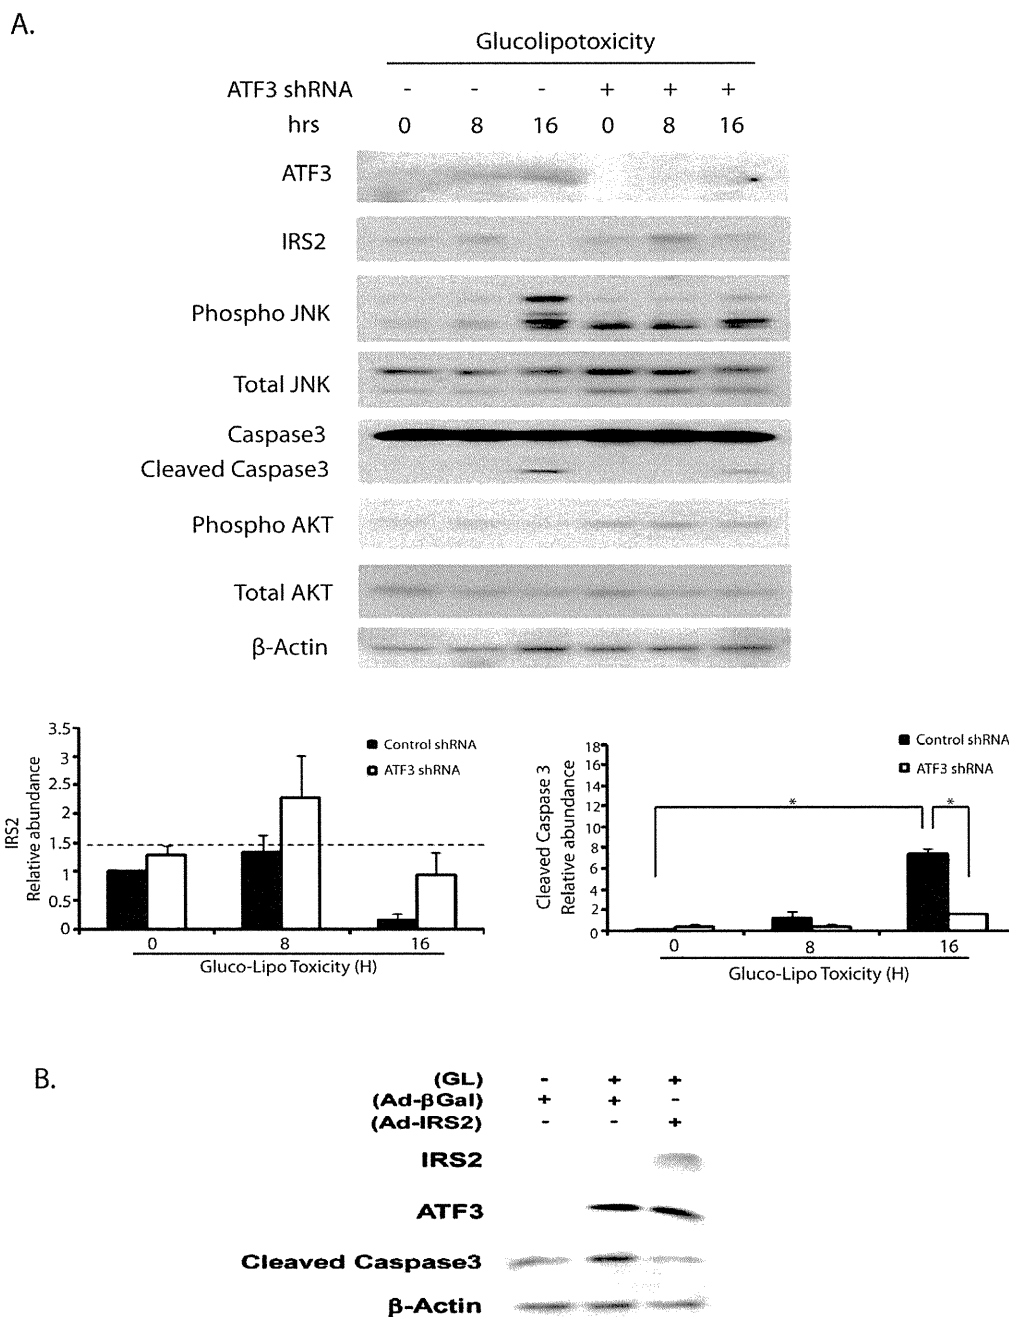 A.
Glucolipotoxicity
ATF3 shRNA - - - + + +
hrs 0 8 16 0 8 16
ATF3
IRS2
Phospho JNK
Total JNK
Caspase3
Cleaved Caspase3
Phospho AKT
Total AKT
β-Actin
IRS2
Relative abundance
3.5
3
2.5
2
1.5
1
0.5
0
Control shRNA
ATF3 shRNA
0 8 16
Gluco-Lipo Toxicity (H)
Cleaved Caspase 3
Relative abundance
18
16
14
12
10
8
6
4
2
0
Control shRNA
ATF3 shRNA
* *
0 8 16
Gluco-Lipo Toxicity (H)
B.
(GL) - + +
(Ad-βGal) + + -
(Ad-IRS2) - - +
IRS2
ATF3
Cleaved Caspase3
β-Actin